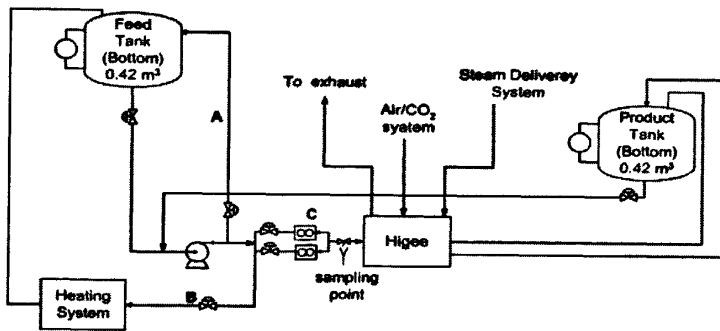 Feed
Tank
(Bottom)
0.42 m³
A
To exhaust
Air/CO₂
syatem
Steam Deliverey
System
Product
Tank
(Bottom)
0.42 m³
C
Higee
sampling
point
B
Heating
System